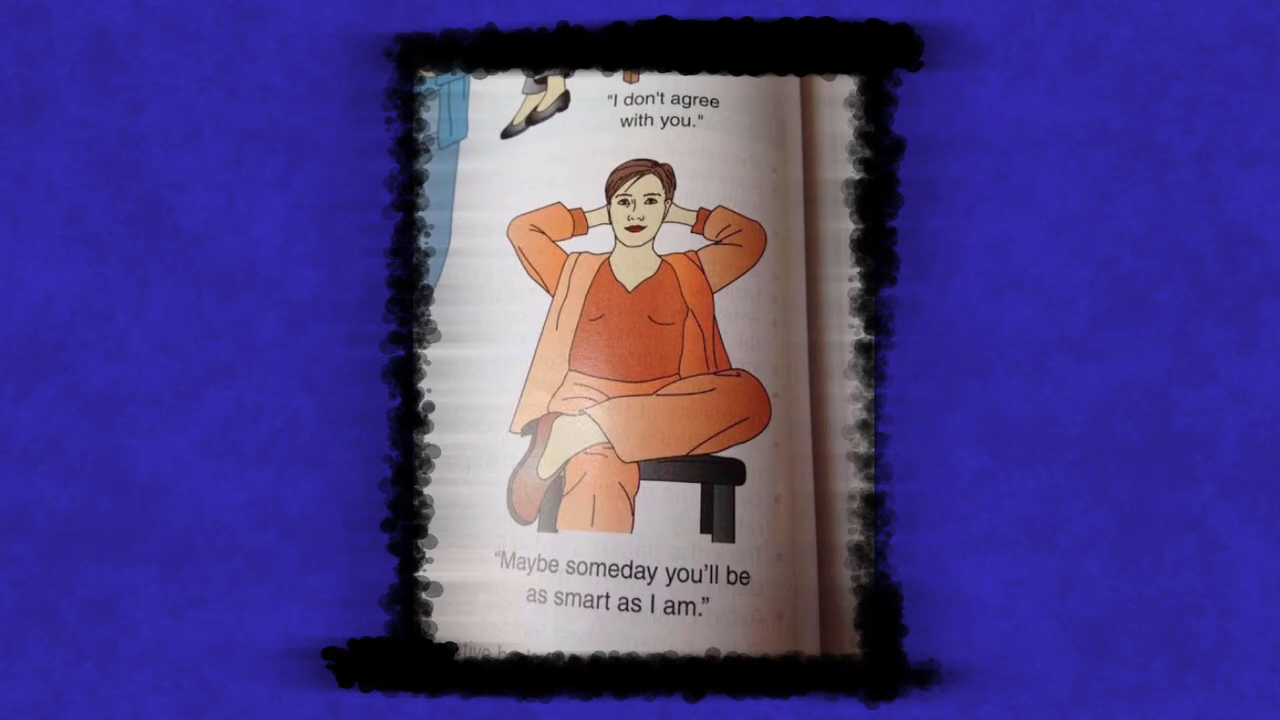 "I don't agree
with you."
“Maybe someday you’ll be
as smart as I am.”